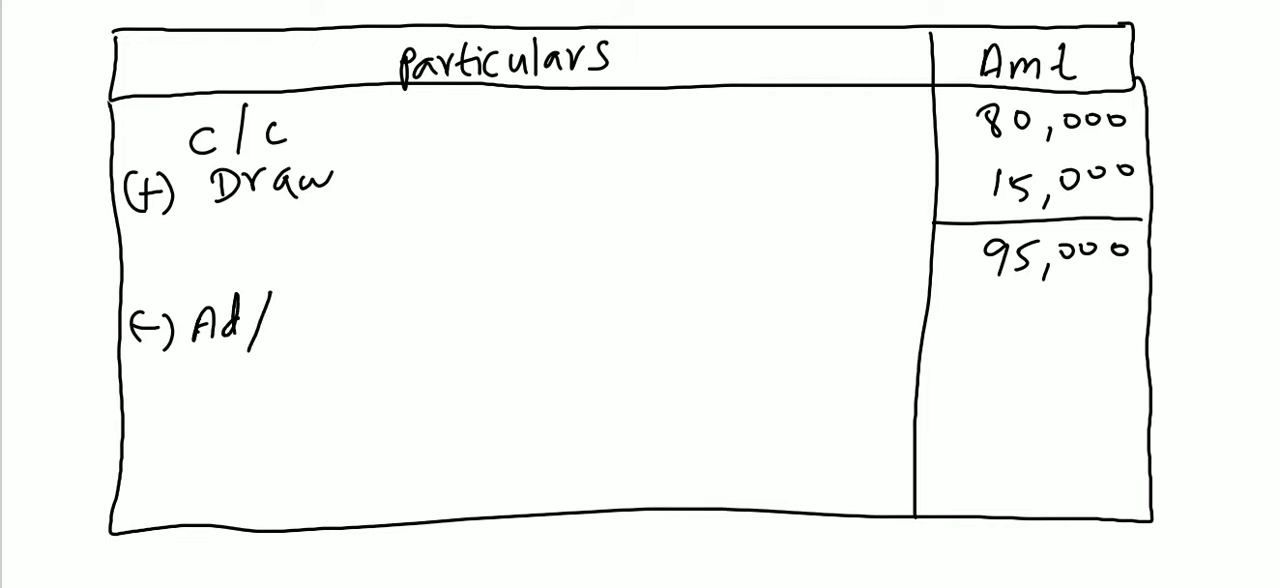 Particulars Amt
C/C 80,000
(+) Draw 15,000
95,000
(-) Ad/